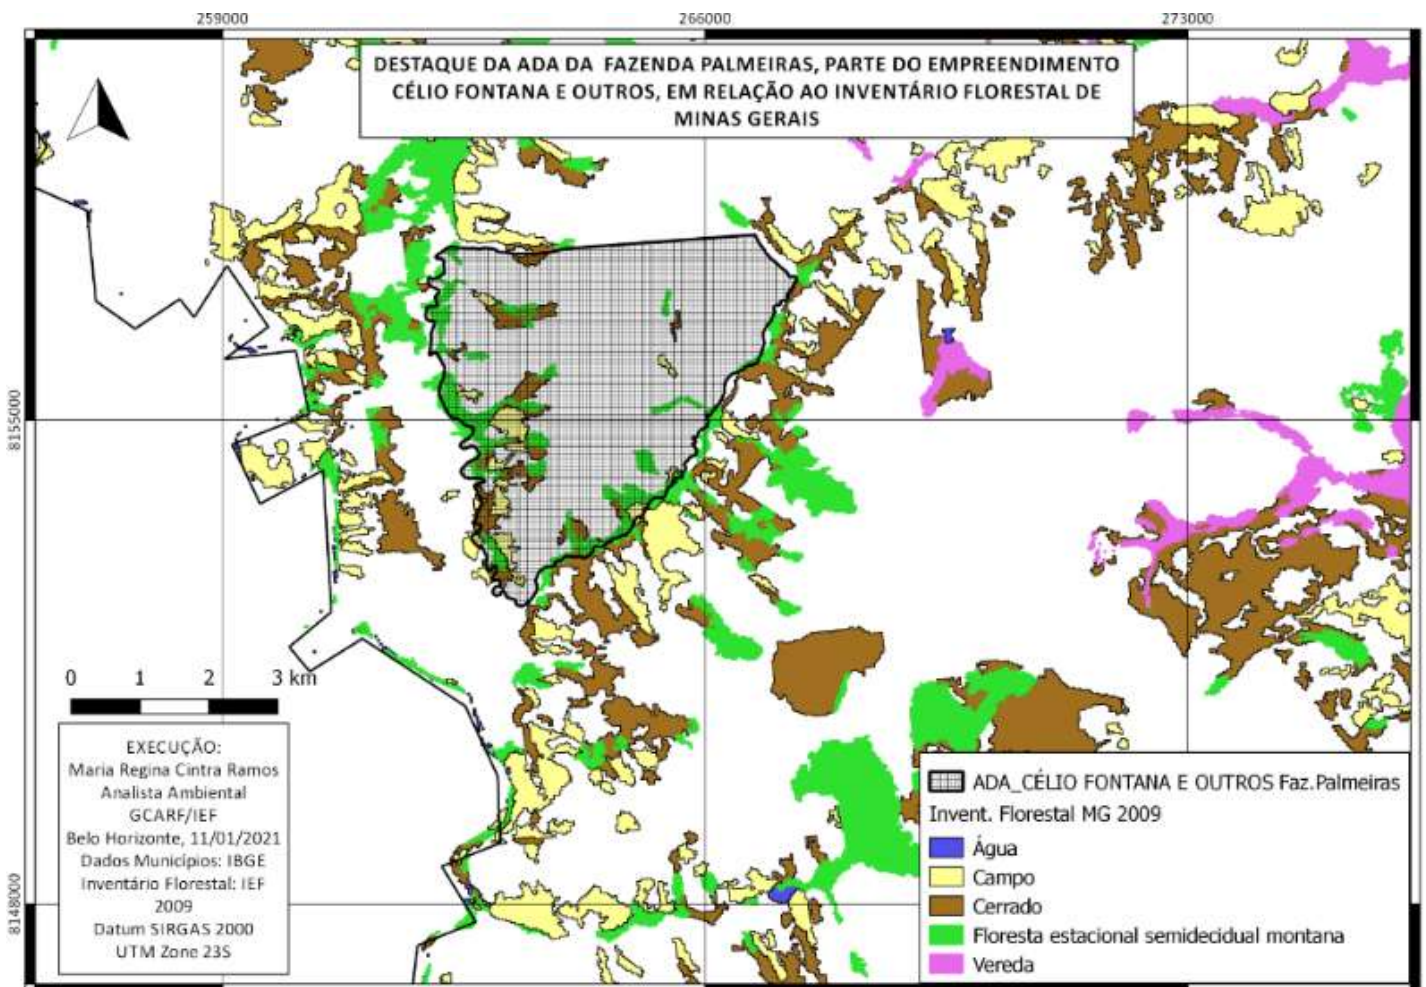 259000 266000 273000
DESTAQUE DA ADA DA FAZENDA PALMEIRAS, PARTE DO EMPREENDIMENTO
CÉLIO FONTANA E OUTROS, EM RELAÇÃO AO INVENTÁRIO FLORESTAL DE
MINAS GERAIS
8155000
8148000
0 1 2 3 km
EXECUÇÃO:
Maria Regina Cintra Ramos
Analista Ambiental
GCARF/IEF
Belo Horizonte, 11/01/2021
Dados Municípios: IBGE
Inventário Florestal: IEF
2009
Datum SIRGAS 2000
UTM Zone 23S
ADA_CÉLIO FONTANA E OUTROS Faz.Palmeiras
Invent. Florestal MG 2009
Água
Campo
Cerrado
Floresta estacional semidecidual montana
Vereda